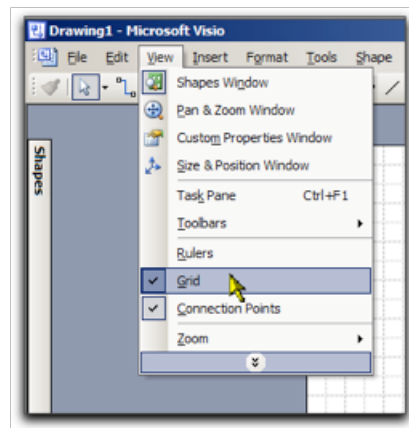 Drawing1 - Microsoft Visio
File Edit View Insert Format Tools Shape
Shapes Window
Pan & Zoom Window
Custom Properties Window
Size & Position Window
Task Pane Ctrl+F1
Toolbars
Rulers
Grid
Connection Points
Zoom
Shapes